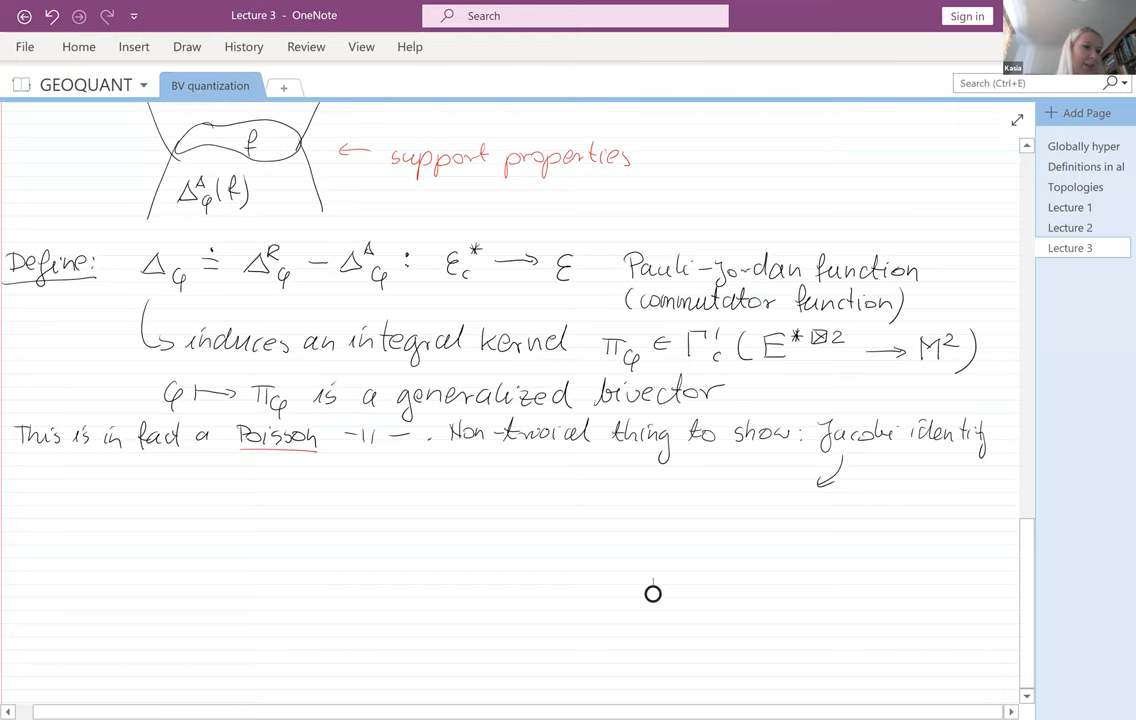 Lecture 3 - OneNote
Search
Sign in
File Home Insert Draw History Review View Help
Kasia
GEOQUANT
BV quantization
Search (Ctrl+E)
Add Page
Globally hyper
Definitions in al
Topologies
Lecture 1
Lecture 2
Lecture 3
f
← support properties
Δ^A_φ(f)
Define: Δ_φ ≐ Δ^R_φ − Δ^A_φ : ℰ_c^* → ℰ Pauli-Jordan function
(commutator function)
↳ induces an integral kernel Π_φ ∈ Γ'_c (E^{*⊠2} → M²)
φ ↦ Π_φ is a generalized bivector
This is in fact a Poisson -||- . Non-trivial thing to show: Jacobi identity